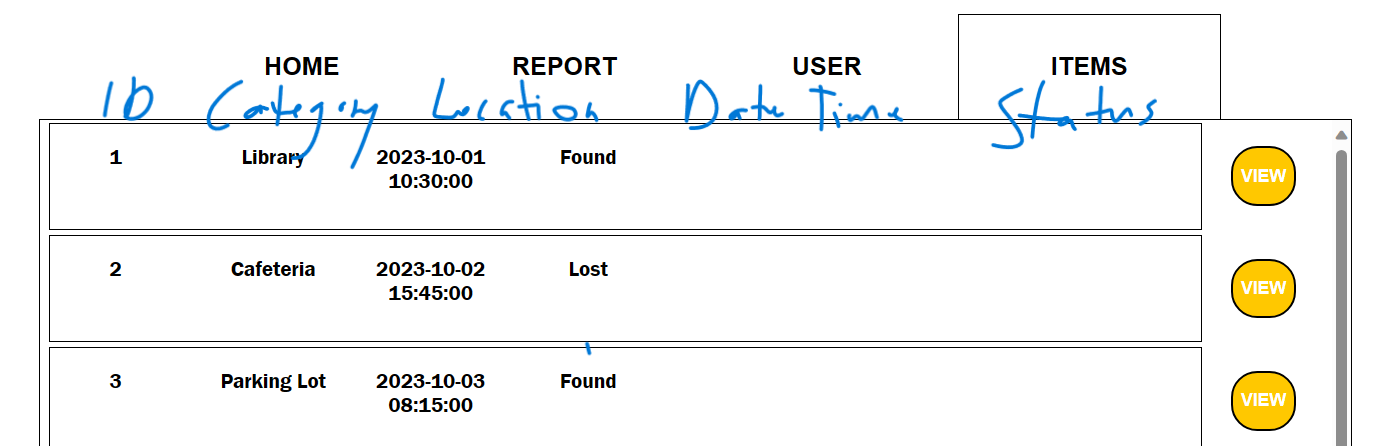 HOME REPORT USER ITEMS
ID Category Location Date Time Status
1 Library 2023-10-01 Found VIEW
10:30:00
2 Cafeteria 2023-10-02 Lost VIEW
15:45:00
3 Parking Lot 2023-10-03 Found VIEW
08:15:00